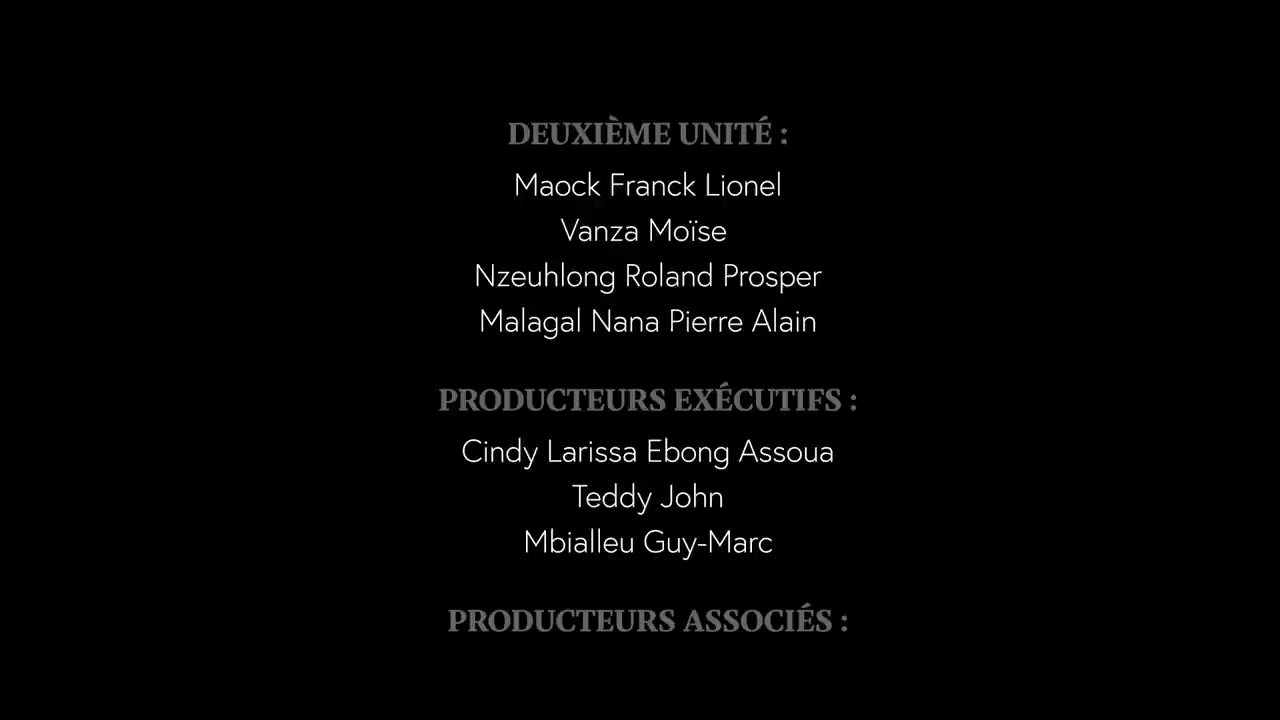 DEUXIÈME UNITÉ :
Maock Franck Lionel
Vanza Moïse
Nzeuhlong Roland Prosper
Malagal Nana Pierre Alain
PRODUCTEURS EXÉCUTIFS :
Cindy Larissa Ebong Assoua
Teddy John
Mbialleu Guy-Marc
PRODUCTEURS ASSOCIÉS :